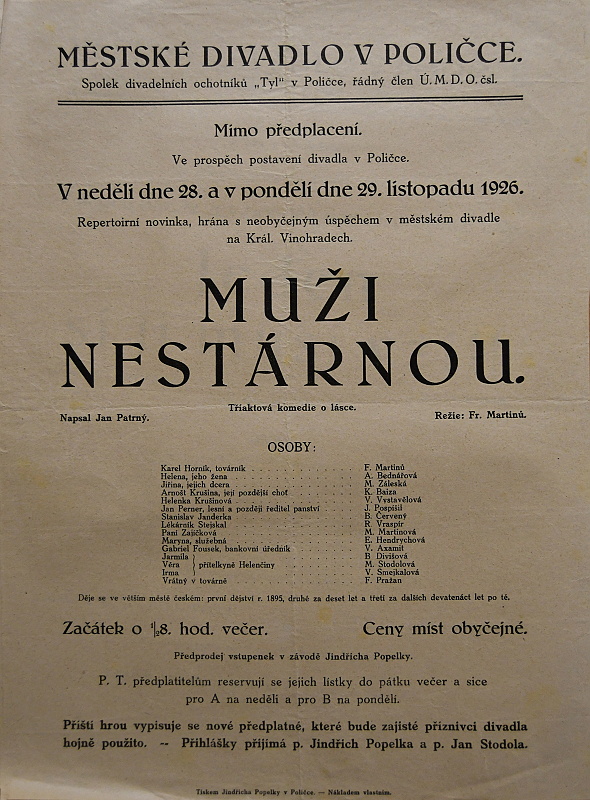 MĚSTSKÉ DIVADLO V POLIČCE.
Spolek divadelních ochotníků „Tyl“ v Poličce, řádný člen Ú. M. D. O. čsl.
Mimo předplacení.
Ve prospěch postavení divadla v Poličce.
V neděli dne 28. a v pondělí dne 29. listopadu 1926.
Repertoirní novinka, hrána s neobyčejným úspěchem v městském divadle
na Král. Vinohradech.
MUŽI
NESTÁRNOU.
Tříaktová komedie o lásce.
Napsal Jan Patrný. Režie: Fr. Martinů.
OSOBY:
Karel Horník, továrník . . . . . . . . . . . . F. Martinů
Helena, jeho žena . . . . . . . . . . . . A. Bednářová
Jiřina, jejich dcera . . . . . . . . . . . . M. Záleská
Arnošt Krušina, její pozdější choť . . . . . . . . . K. Baiza
Helenka Krušinová . . . . . . . . . . . . V. Vystavělová
Jan Perner, lesní a později ředitel panství . . . . . . J. Pospíšil
Stanislav Janderka . . . . . . . . . . . . B. Červený
Lékárník Stejskal . . . . . . . . . . . . R. Vraspír
Paní Zajíčková . . . . . . . . . . . . M. Martinová
Maryna, služebná . . . . . . . . . . . . E. Hendrychová
Gabriel Fousek, bankovní úředník . . . . . . . . . V. Axamit
Jarmila . . . . . . . . . . . . B Divišová
Věra } přítelkyně Helenčiny . . . . . . . . . M. Stodolová
Irma . . . . . . . . . . . . V. Smejkalová
Vrátný v továrně . . . . . . . . . . . . F. Pražan
Děje se ve větším městě českém: první dějství r. 1895, druhé za deset let a třetí za dalších devatenáct let po té.
Začátek o ½8. hod. večer. Ceny míst obyčejné.
Předprodej vstupenek v závodě Jindřicha Popelky.
P. T. předplatitelům reservují se jejich lístky do pátku večer a sice
pro A na neděli a pro B na pondělí.
Příští hrou vypisuje se nové předplatné, které bude zajisté příznivci divadla
hojně použito. -- Přihlášky přijímá p. Jindřich Popelka a p. Jan Stodola.
Tiskem Jindřicha Popelky v Poličce. — Nákladem vlastním.